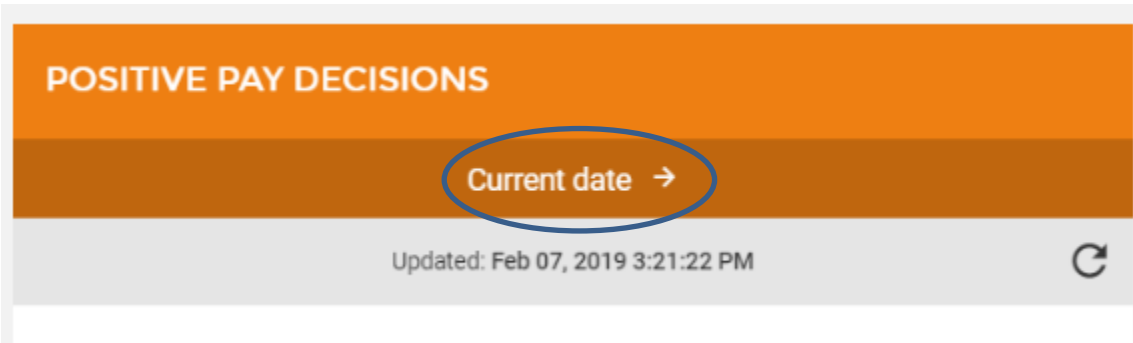 POSITIVE PAY DECISIONS
Current date →
Updated: Feb 07, 2019 3:21:22 PM